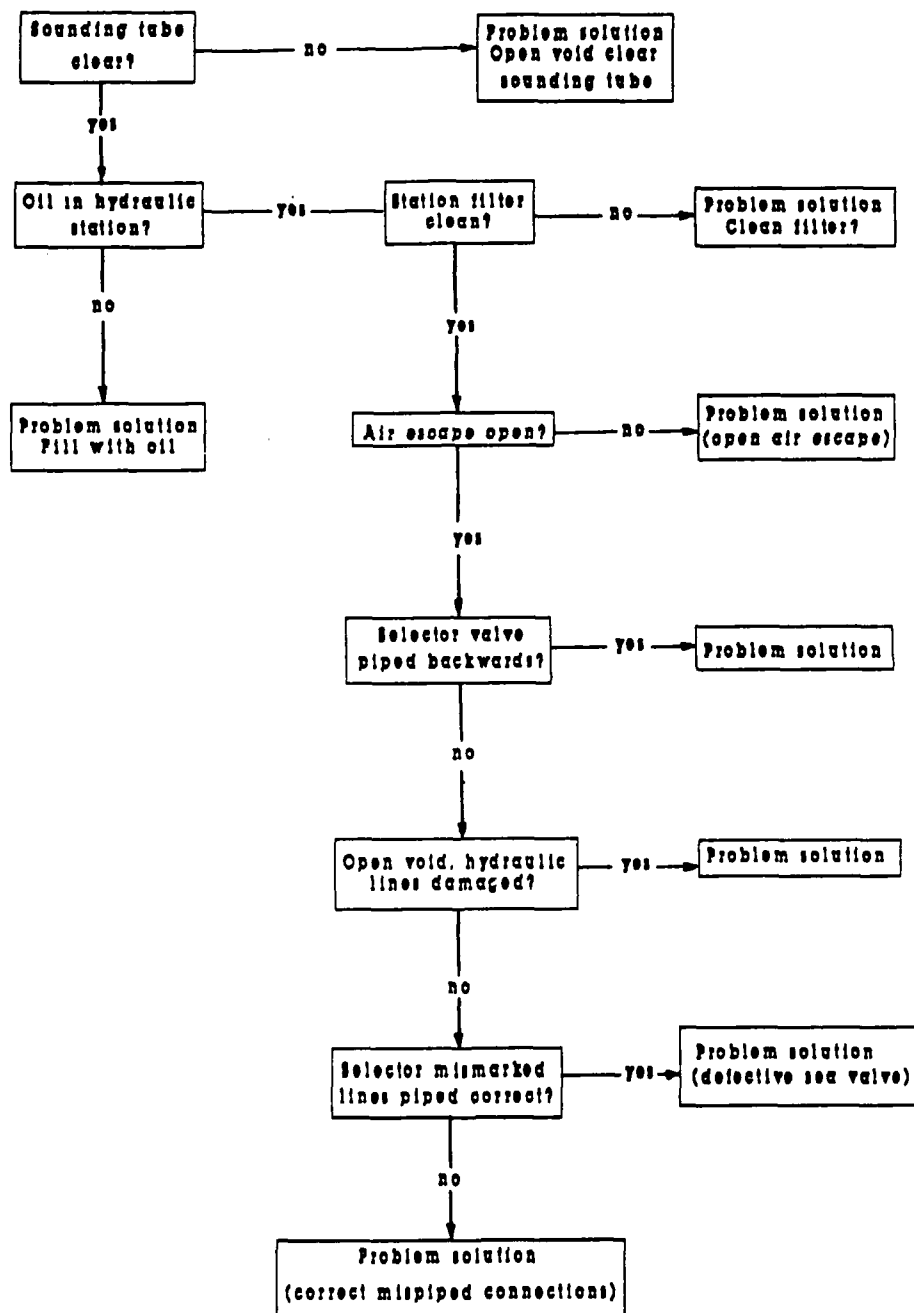 Sounding tube
clear?
no
Problem solution
Open void clear
sounding tube
yes
Oil in hydraulic
station?
yes
Station filter
clean?
no
Problem solution
Clean filter?
no
yes
Problem solution
Fill with oil
Air escape open?
no
Problem solution
(open air escape)
yes
Selector valve
piped backwards?
yes
Problem solution
no
Open void, hydraulic
lines damaged?
yes
Problem solution
no
Selector mismarked
lines piped correct?
yes
Problem solution
(defective sea valve)
no
Problem solution
(correct mispiped connections)